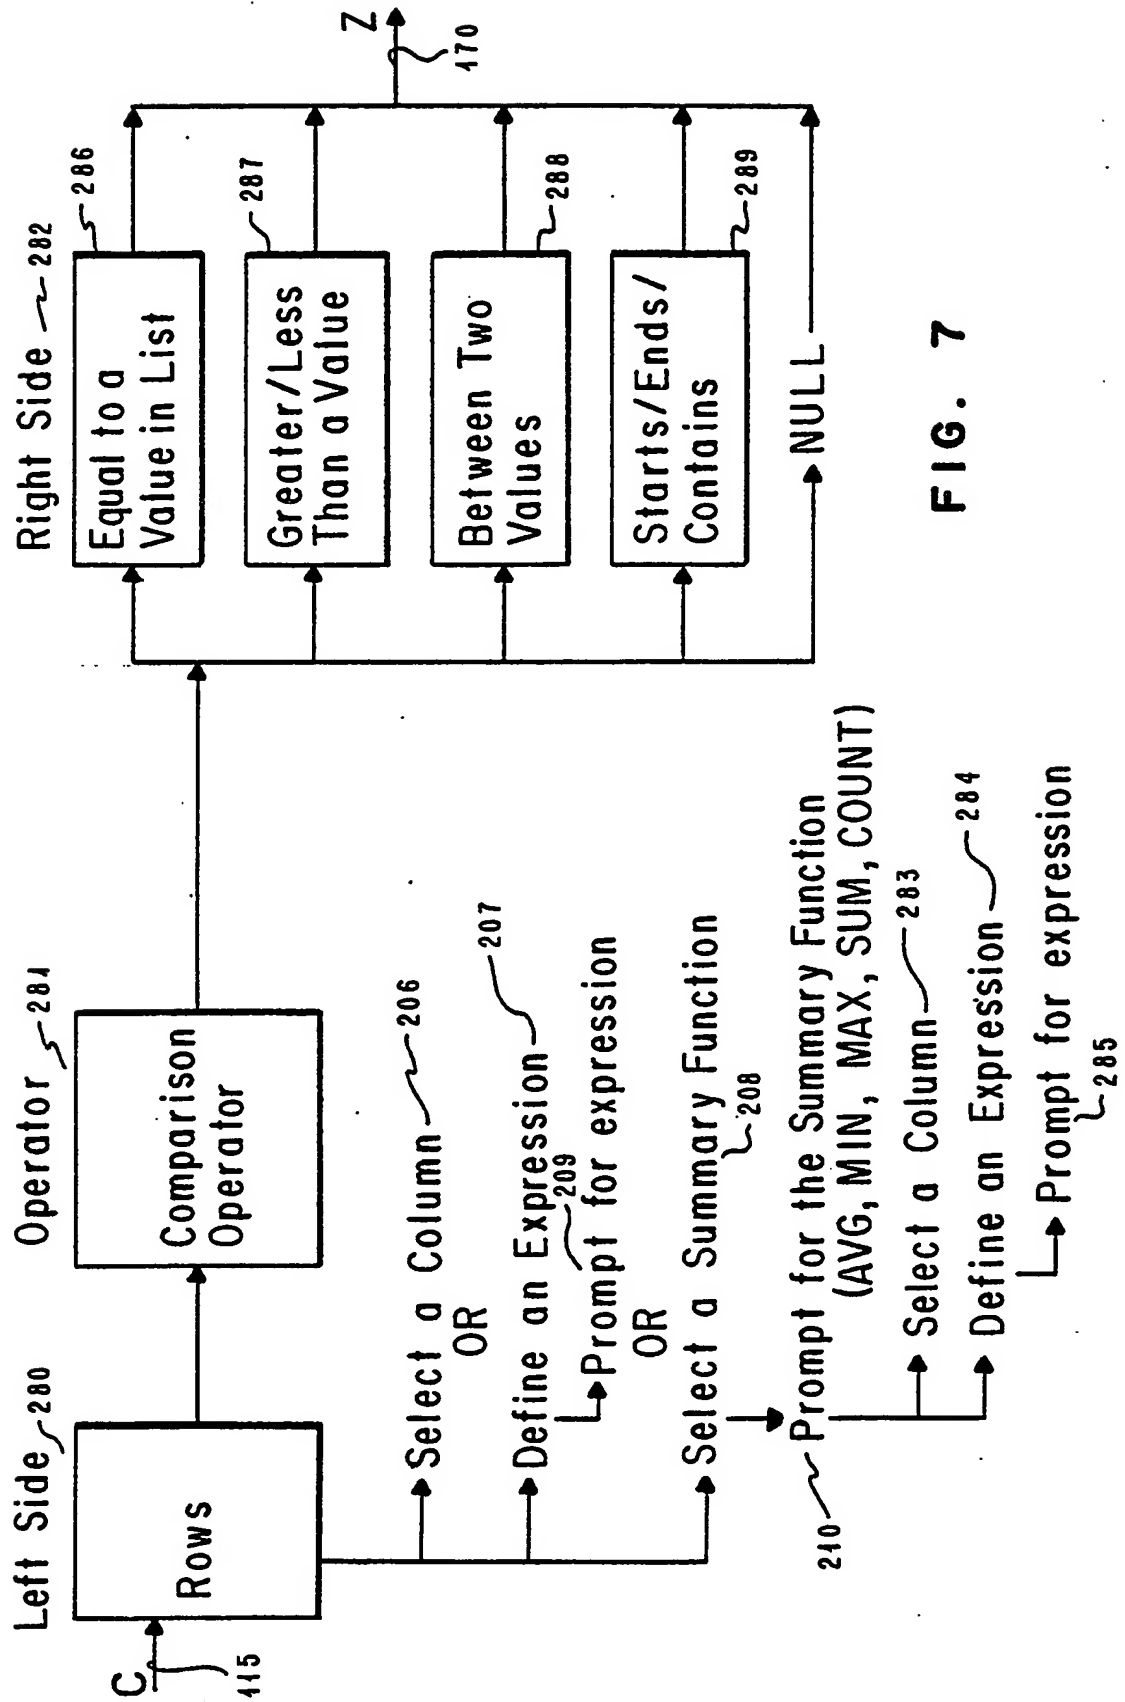 C
115
Left Side 280
Rows
Operator 281
Comparison
Operator
Right Side 282
Equal to a
Value in List
286
Greater/Less
Than a Value
287
Between Two
Values
288
Starts/Ends/
Contains
289
NULL
Z
170
Select a Column 206
OR
Define an Expression 207
209
Prompt for expression
OR
Select a Summary Function
208
210 Prompt for the Summary Function
(AVG, MIN, MAX, SUM, COUNT)
Select a Column 283
Define an Expression 284
Prompt for expression
285
FIG. 7